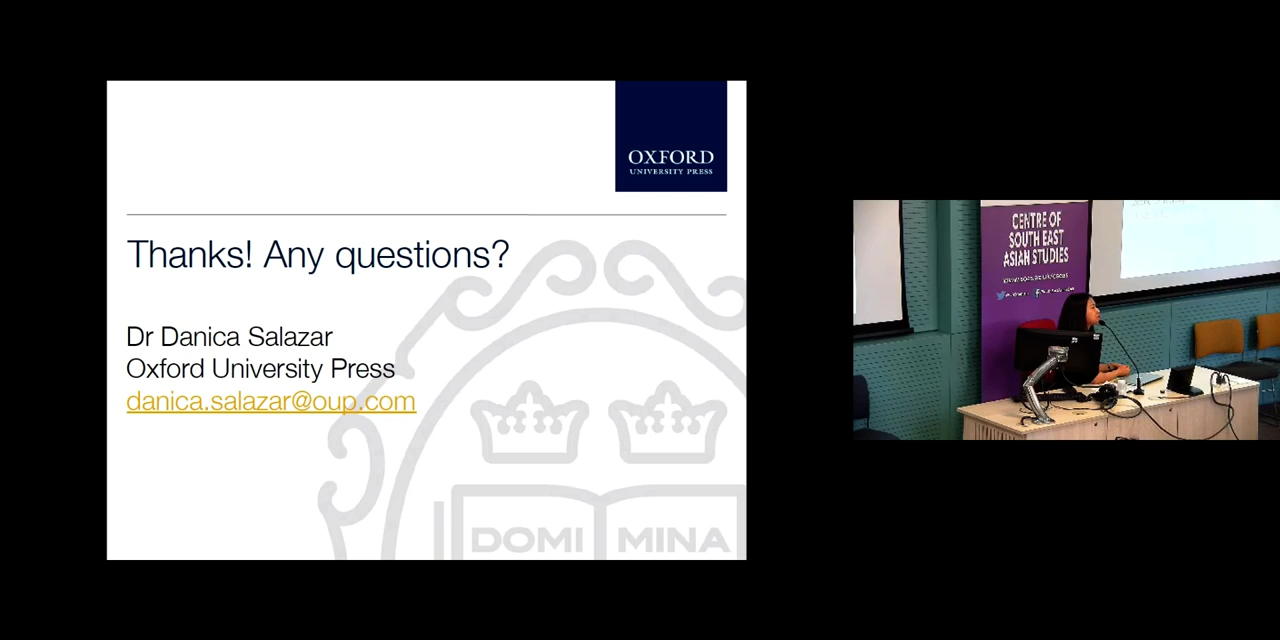 OXFORD
UNIVERSITY PRESS
Thanks! Any questions?
Dr Danica Salazar
Oxford University Press
danica.salazar@oup.com
DOMI MINA
CENTRE OF
SOUTH EAST
ASIAN STUDIES